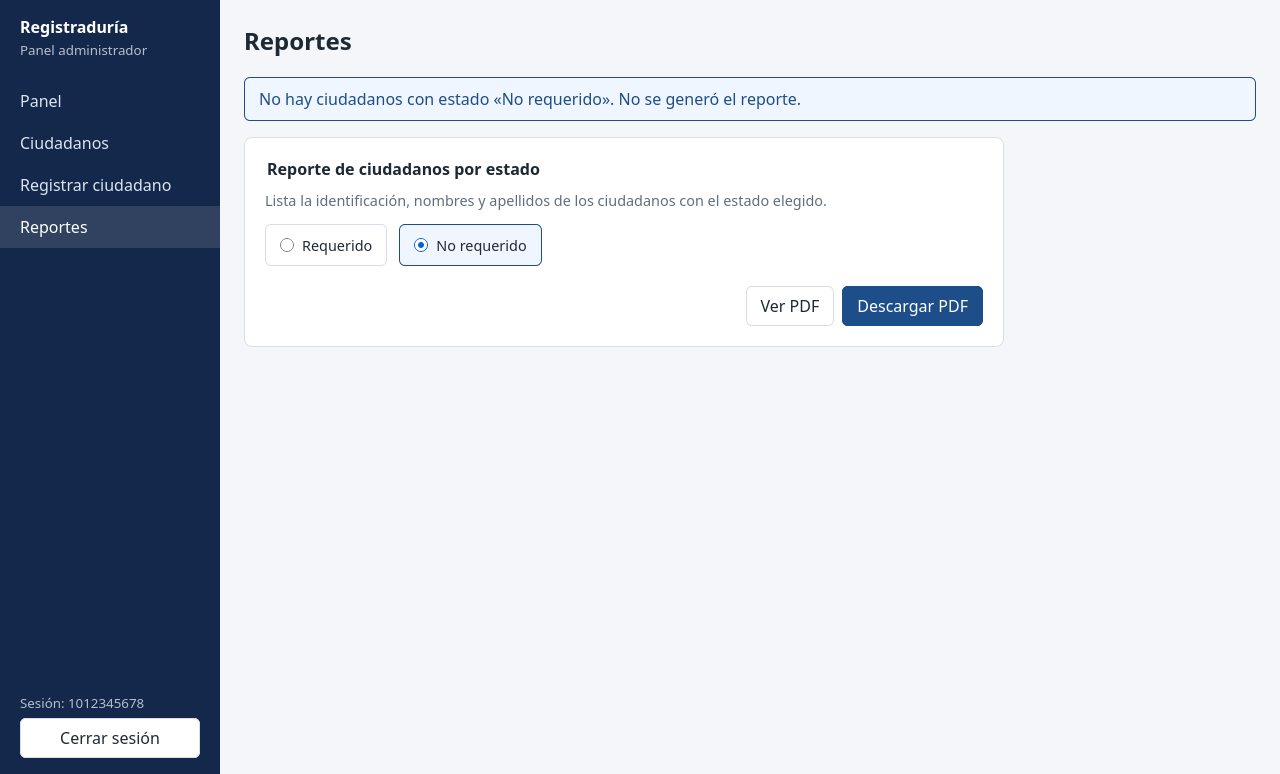 Registraduría
Panel administrador
Panel
Ciudadanos
Registrar ciudadano
Reportes
Sesión: 1012345678
Cerrar sesión
Reportes
No hay ciudadanos con estado «No requerido». No se generó el reporte.
Reporte de ciudadanos por estado
Lista la identificación, nombres y apellidos de los ciudadanos con el estado elegido.
Requerido
No requerido
Ver PDF
Descargar PDF